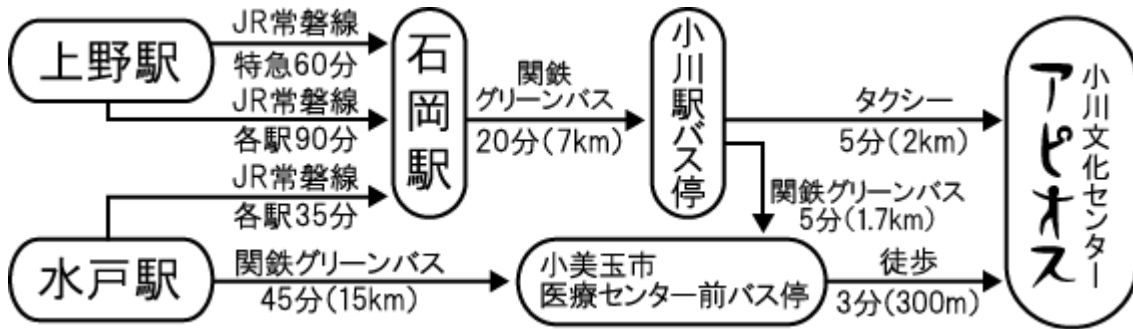 上野駅
JR常磐線
特急60分
JR常磐線
各駅90分
JR常磐線
各駅35分
水戸駅
石岡駅
関鉄
グリーンバス
20分(7km)
小川駅バス停
タクシー
5分(2km)
関鉄グリーンバス
5分(1.7km)
関鉄グリーンバス
45分(15km)
小美玉市
医療センター前バス停
徒歩
3分(300m)
小川文化センター
アピオス